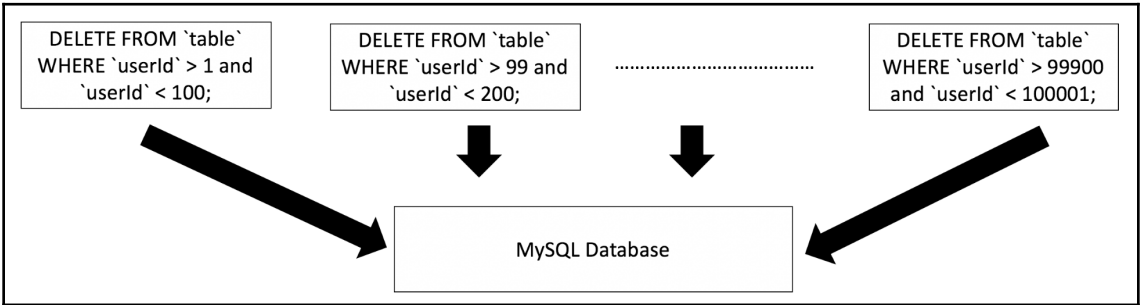 DELETE FROM `table`
WHERE `userId` > 1 and
`userId` < 100;
DELETE FROM `table`
WHERE `userId` > 99 and
`userId` < 200;
.......................................
DELETE FROM `table`
WHERE `userId` > 99900
and `userId` < 100001;
MySQL Database